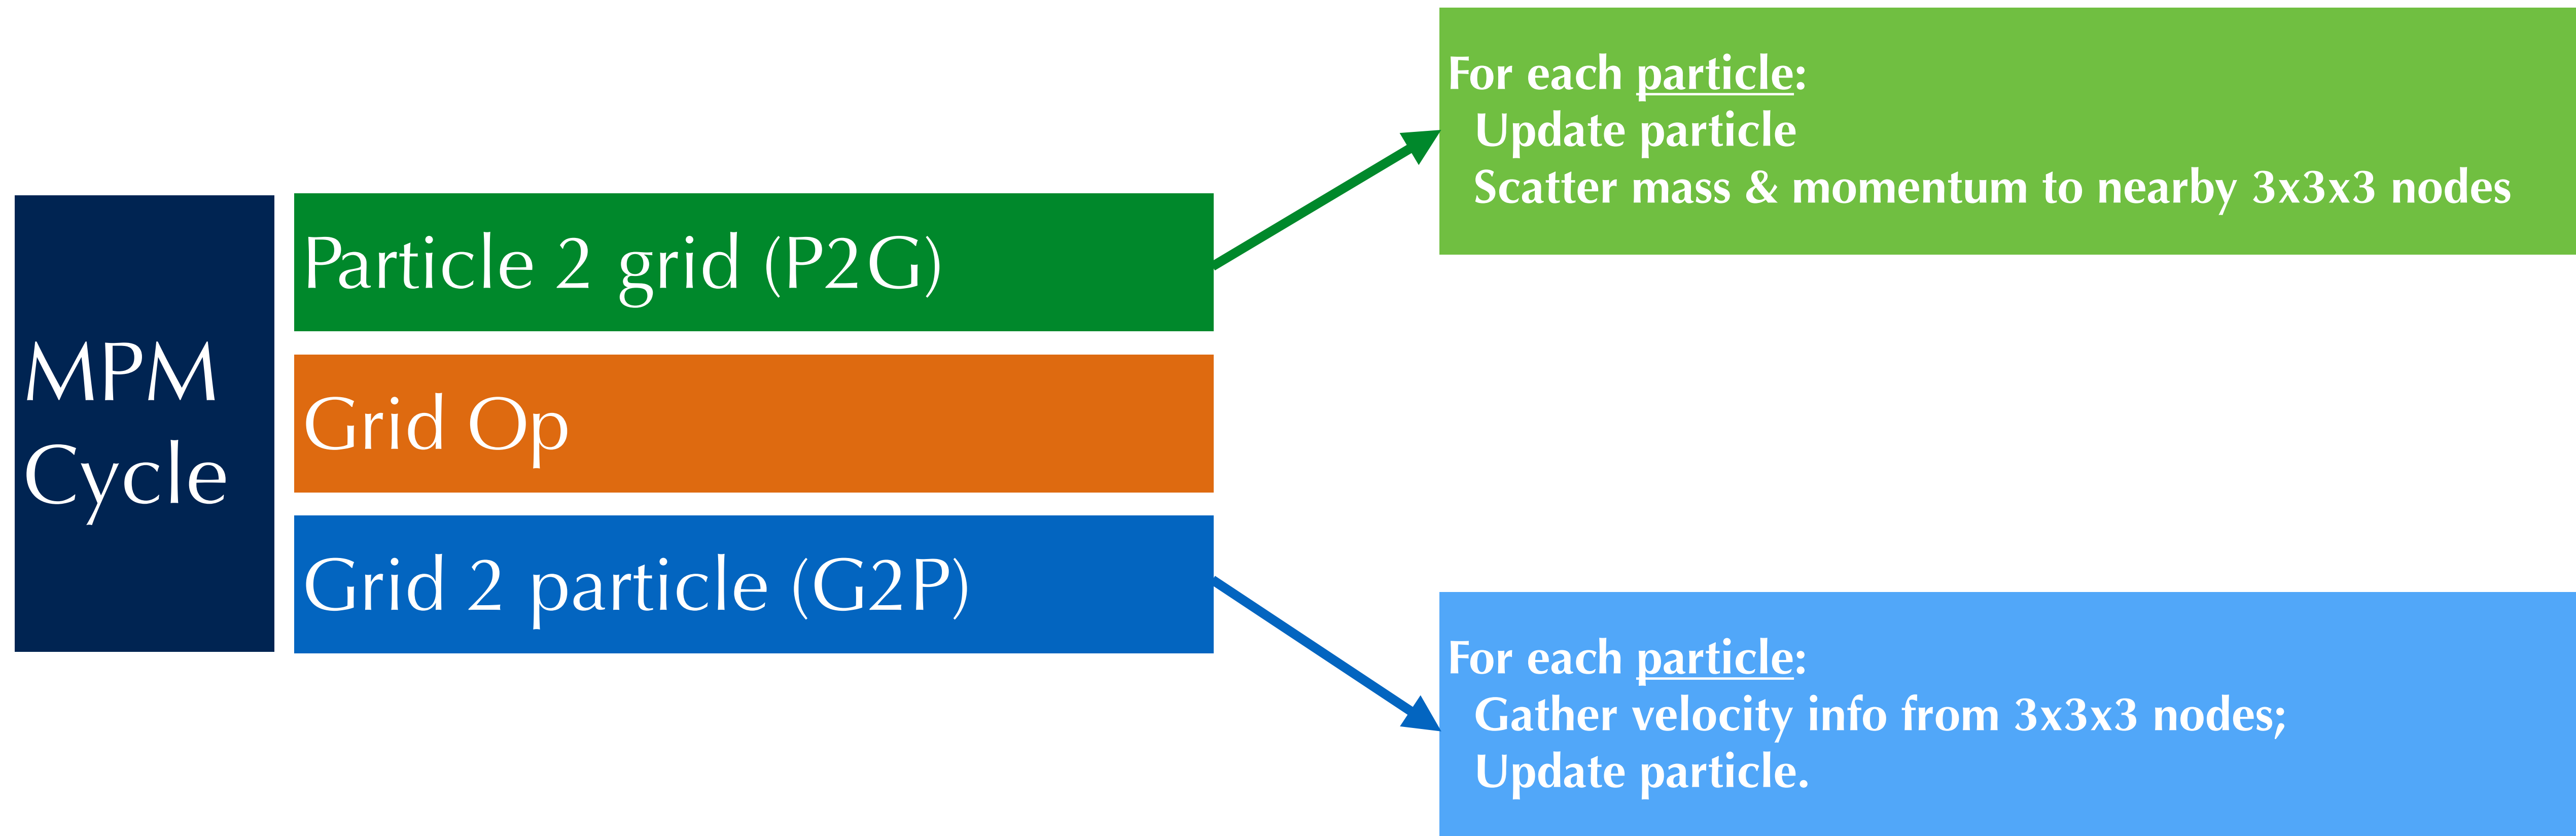 MPM
Cycle
Particle 2 grid (P2G)
Grid Op
Grid 2 particle (G2P)
For each particle:
Update particle
Scatter mass & momentum to nearby 3x3x3 nodes
For each particle:
Gather velocity info from 3x3x3 nodes;
Update particle.